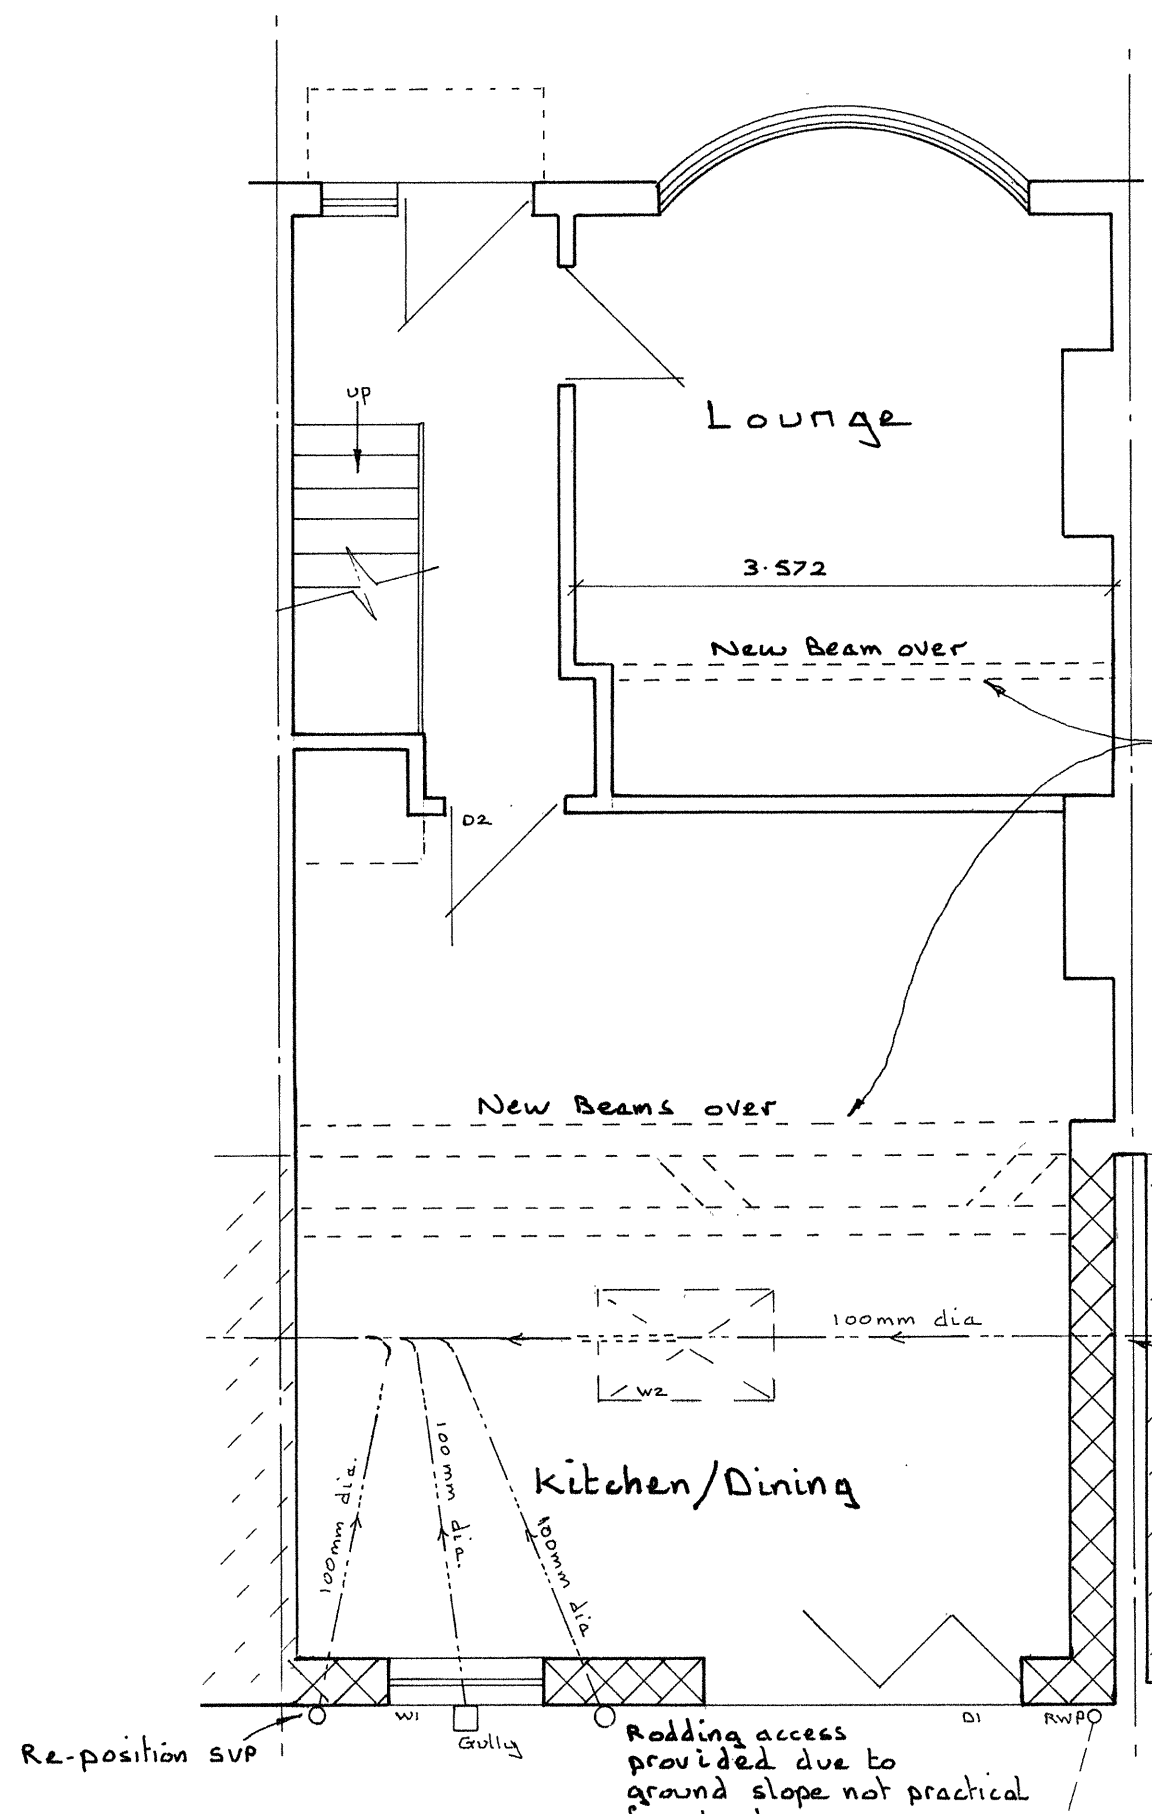 up
Lounge
3.572
New Beam over
D2
New Beams over
100mm dia
W2
Kitchen/Dining
100mm dia.
100mm dia.
100mm dia
W1
Gully
D1
RWP
Re-position SVP
Rodding access
provided due to
ground slope not practical